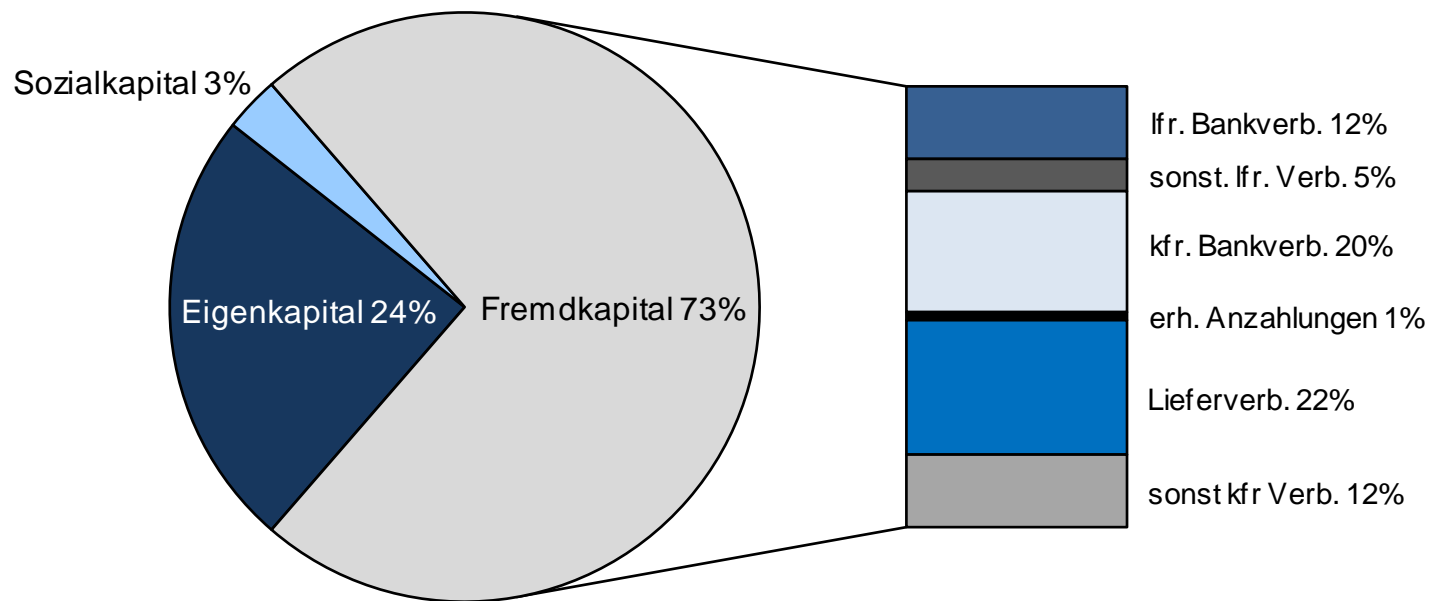 Sozialkapital 3%
Eigenkapital 24%
Fremdkapital 73%
lfr. Bankverb. 12%
sonst. lfr. Verb. 5%
kfr. Bankverb. 20%
erh. Anzahlungen 1%
Lieferverb. 22%
sonst kfr Verb. 12%